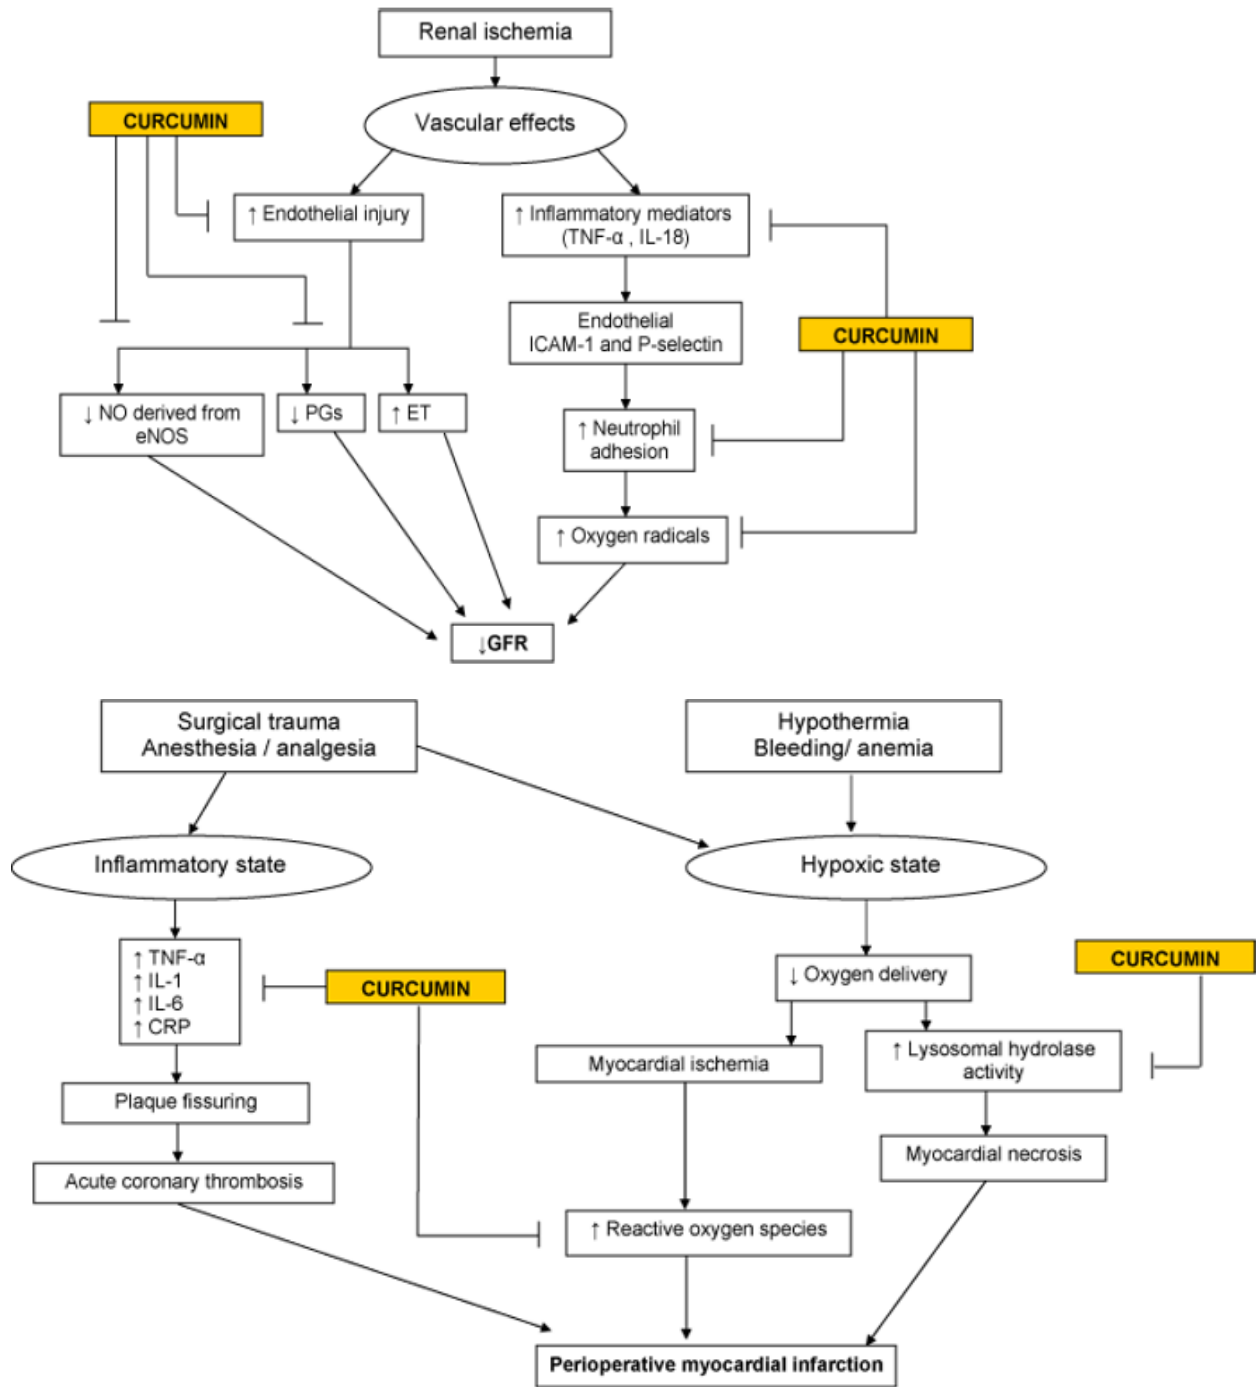 Renal ischemia
Vascular effects
CURCUMIN
↑ Endothelial injury
↑ Inflammatory mediators
(TNF-α , IL-18)
Endothelial
ICAM-1 and P-selectin
CURCUMIN
↓ NO derived from
eNOS
↓ PGs
↑ ET
↑ Neutrophil
adhesion
↑ Oxygen radicals
↓GFR
Surgical trauma
Anesthesia / analgesia
Hypothermia
Bleeding/ anemia
Inflammatory state
Hypoxic state
↑ TNF-α
↑ IL-1
↑ IL-6
↑ CRP
CURCUMIN
↓ Oxygen delivery
CURCUMIN
Myocardial ischemia
↑ Lysosomal hydrolase
activity
Plaque fissuring
Myocardial necrosis
Acute coronary thrombosis
↑ Reactive oxygen species
Perioperative myocardial infarction